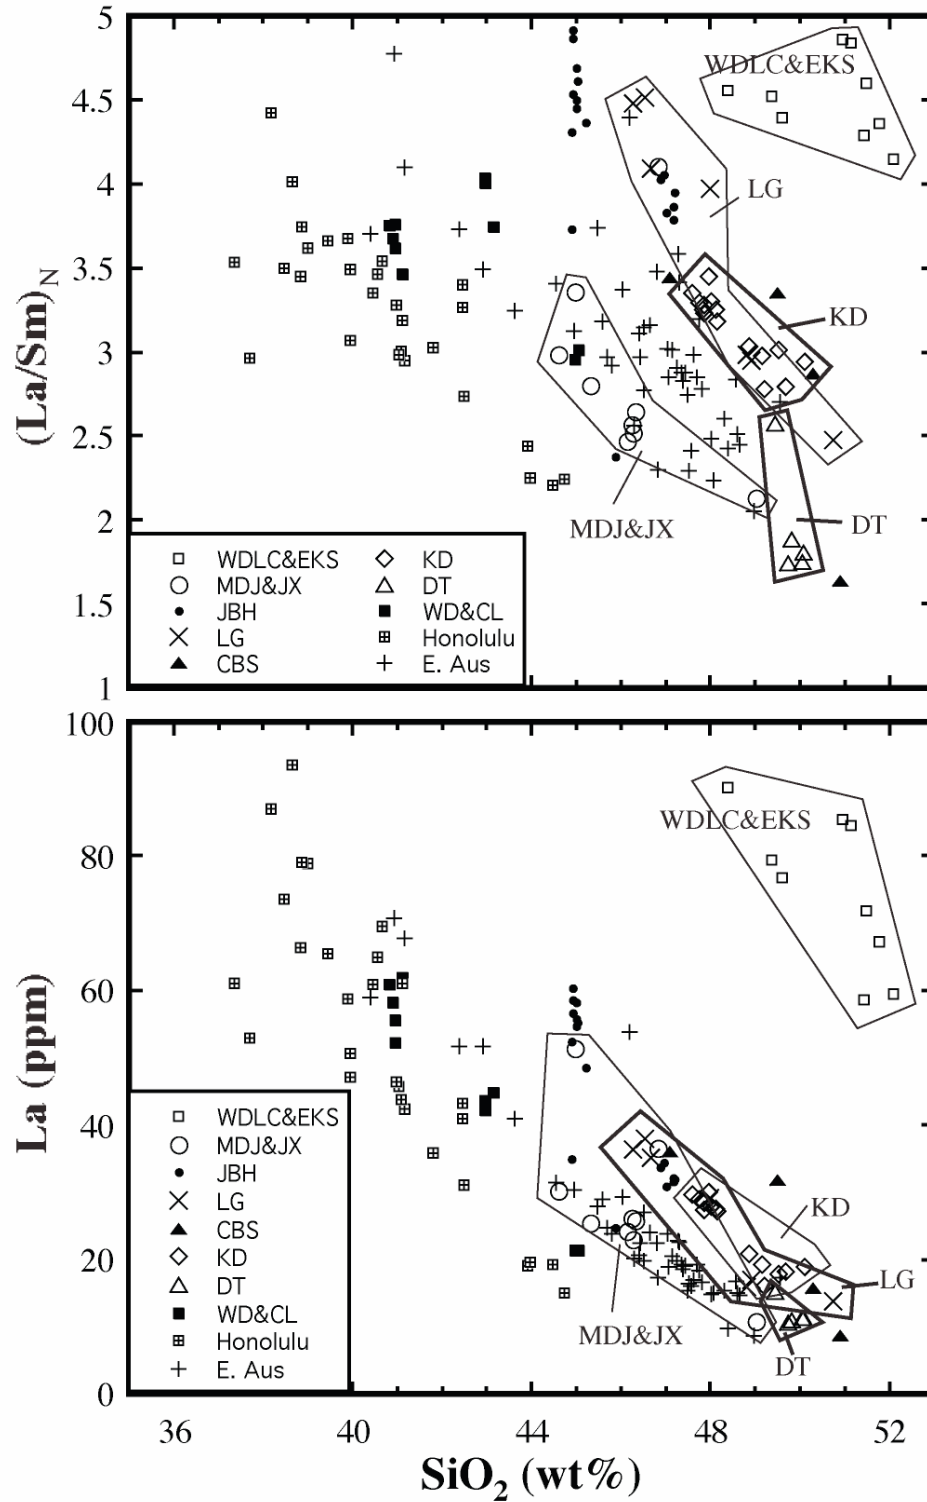 5
4.5
4
3.5
3
2.5
2
1.5
1
(La/Sm)N
WDLC&EKS
LG
KD
MDJ&JX
DT
WDLC&EKS
MDJ&JX
JBH
LG
CBS
KD
DT
WD&CL
Honolulu
E. Aus
100
80
60
40
20
0
La (ppm)
WDLC&EKS
KD
LG
MDJ&JX
DT
WDLC&EKS
MDJ&JX
JBH
LG
CBS
KD
DT
WD&CL
Honolulu
E. Aus
36 40 44 48 52
SiO2 (wt%)